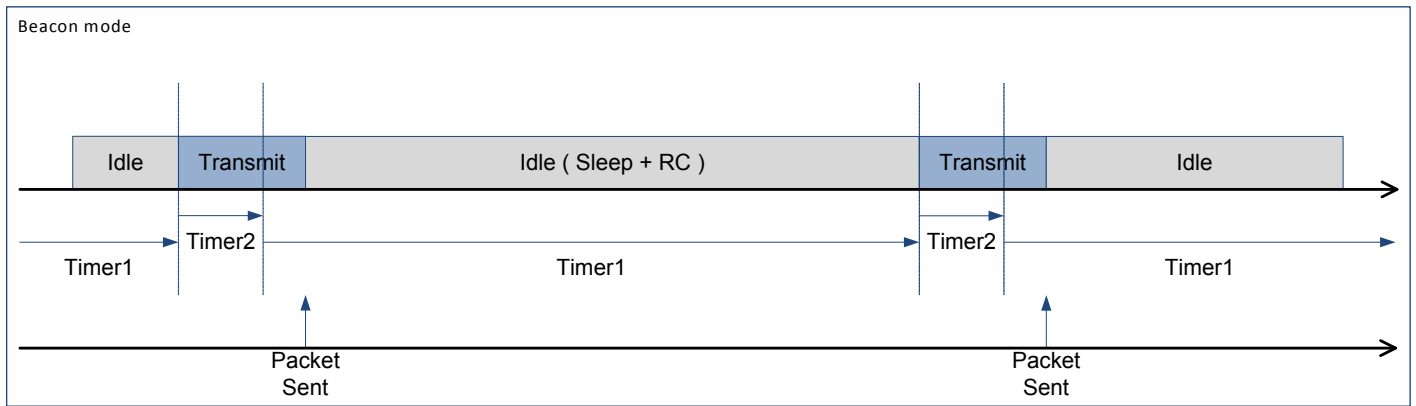 Beacon mode
Idle
Transmit
Idle ( Sleep + RC )
Transmit
Idle
Timer2
Timer2
Timer1
Timer1
Timer1
Packet
Sent
Packet
Sent